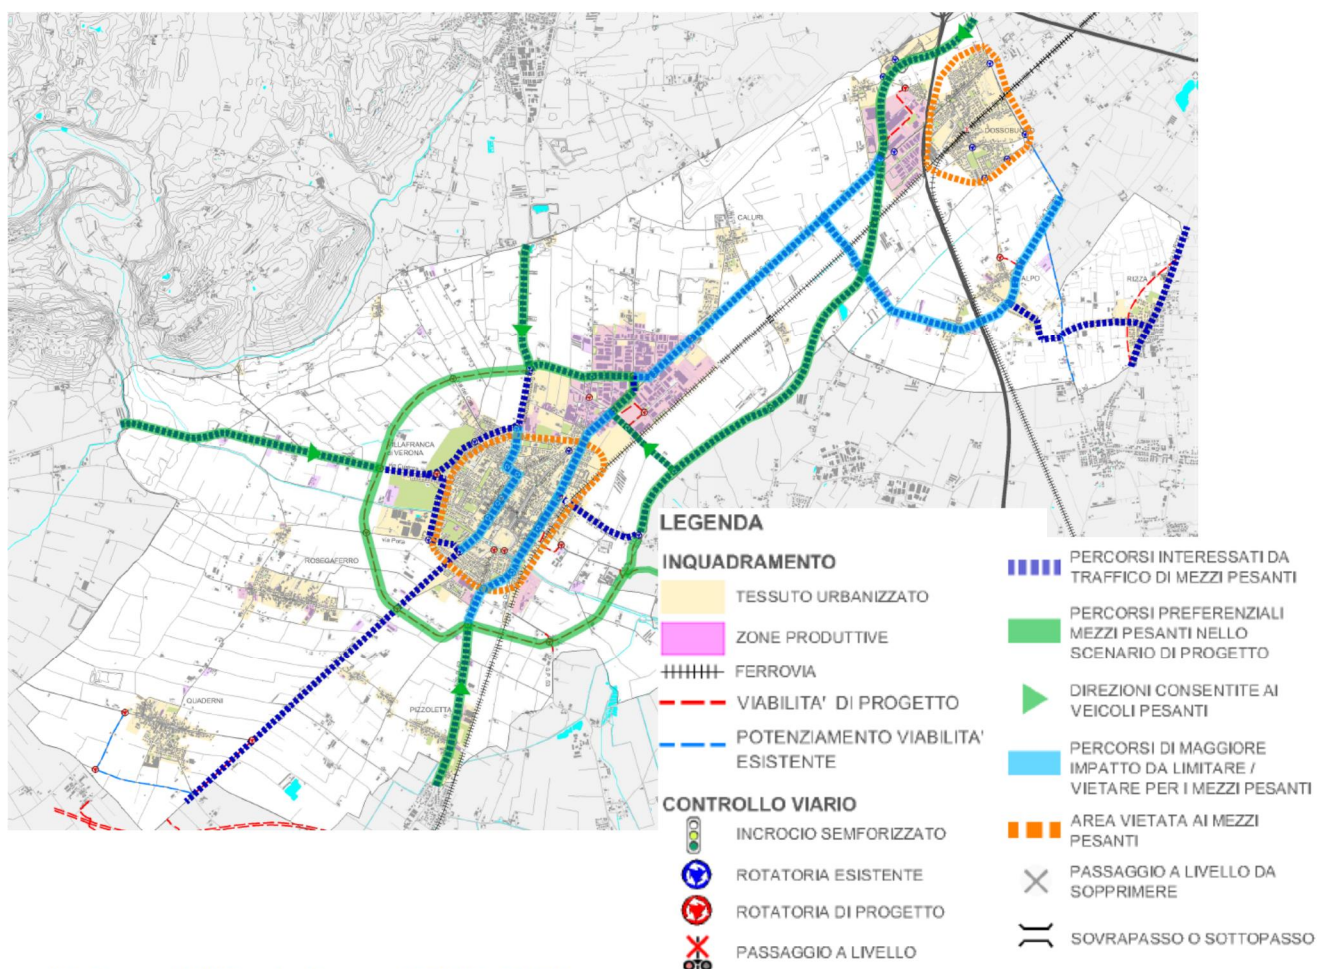 DOSSOBUONO
CALURI
ALPO
RIZZA
VILLAFRANCA
DI VERONA
via Porta
ROSEGAFERRO
QUADERNI
PIZZOLETTA
LEGENDA
INQUADRAMENTO
TESSUTO URBANIZZATO
ZONE PRODUTTIVE
FERROVIA
VIABILITA' DI PROGETTO
POTENZIAMENTO VIABILITA'
ESISTENTE
CONTROLLO VIARIO
INCROCIO SEMFORIZZATO
ROTATORIA ESISTENTE
ROTATORIA DI PROGETTO
PASSAGGIO A LIVELLO
PERCORSI INTERESSATI DA
TRAFFICO DI MEZZI PESANTI
PERCORSI PREFERENZIALI
MEZZI PESANTI NELLO
SCENARIO DI PROGETTO
DIREZIONI CONSENTITE AI
VEICOLI PESANTI
PERCORSI DI MAGGIORE
IMPATTO DA LIMITARE /
VIETARE PER I MEZZI PESANTI
AREA VIETATA AI MEZZI
PESANTI
PASSAGGIO A LIVELLO DA
SOPPRIMERE
SOVRAPASSO O SOTTOPASSO